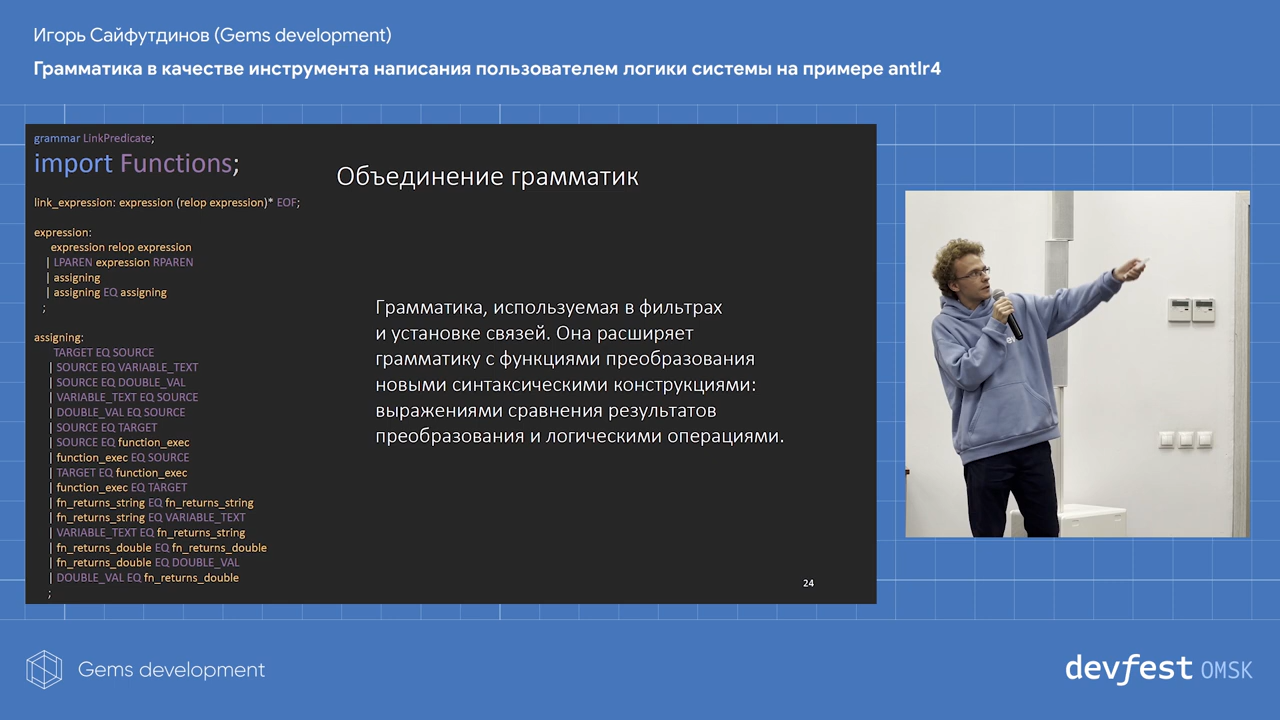 Игорь Сайфутдинов (Gems development)
Грамматика в качестве инструмента написания пользователем логики системы на примере antlr4
grammar LinkPredicate;
import Functions;
link_expression: expression (relop expression)* EOF;
expression:
expression relop expression
| LPAREN expression RPAREN
| assigning
| assigning EQ assigning
;
assigning:
TARGET EQ SOURCE
| SOURCE EQ VARIABLE_TEXT
| SOURCE EQ DOUBLE_VAL
| VARIABLE_TEXT EQ SOURCE
| DOUBLE_VAL EQ SOURCE
| SOURCE EQ TARGET
| SOURCE EQ function_exec
| function_exec EQ SOURCE
| TARGET EQ function_exec
| function_exec EQ TARGET
| fn_returns_string EQ fn_returns_string
| fn_returns_string EQ VARIABLE_TEXT
| VARIABLE_TEXT EQ fn_returns_string
| fn_returns_double EQ fn_returns_double
| fn_returns_double EQ DOUBLE_VAL
| DOUBLE_VAL EQ fn_returns_double
;
Объединение грамматик
Грамматика, используемая в фильтрах
и установке связей. Она расширяет
грамматику с функциями преобразования
новыми синтаксическими конструкциями:
выражениями сравнения результатов
преобразования и логическими операциями.
24
Gems development
devfest OMSK